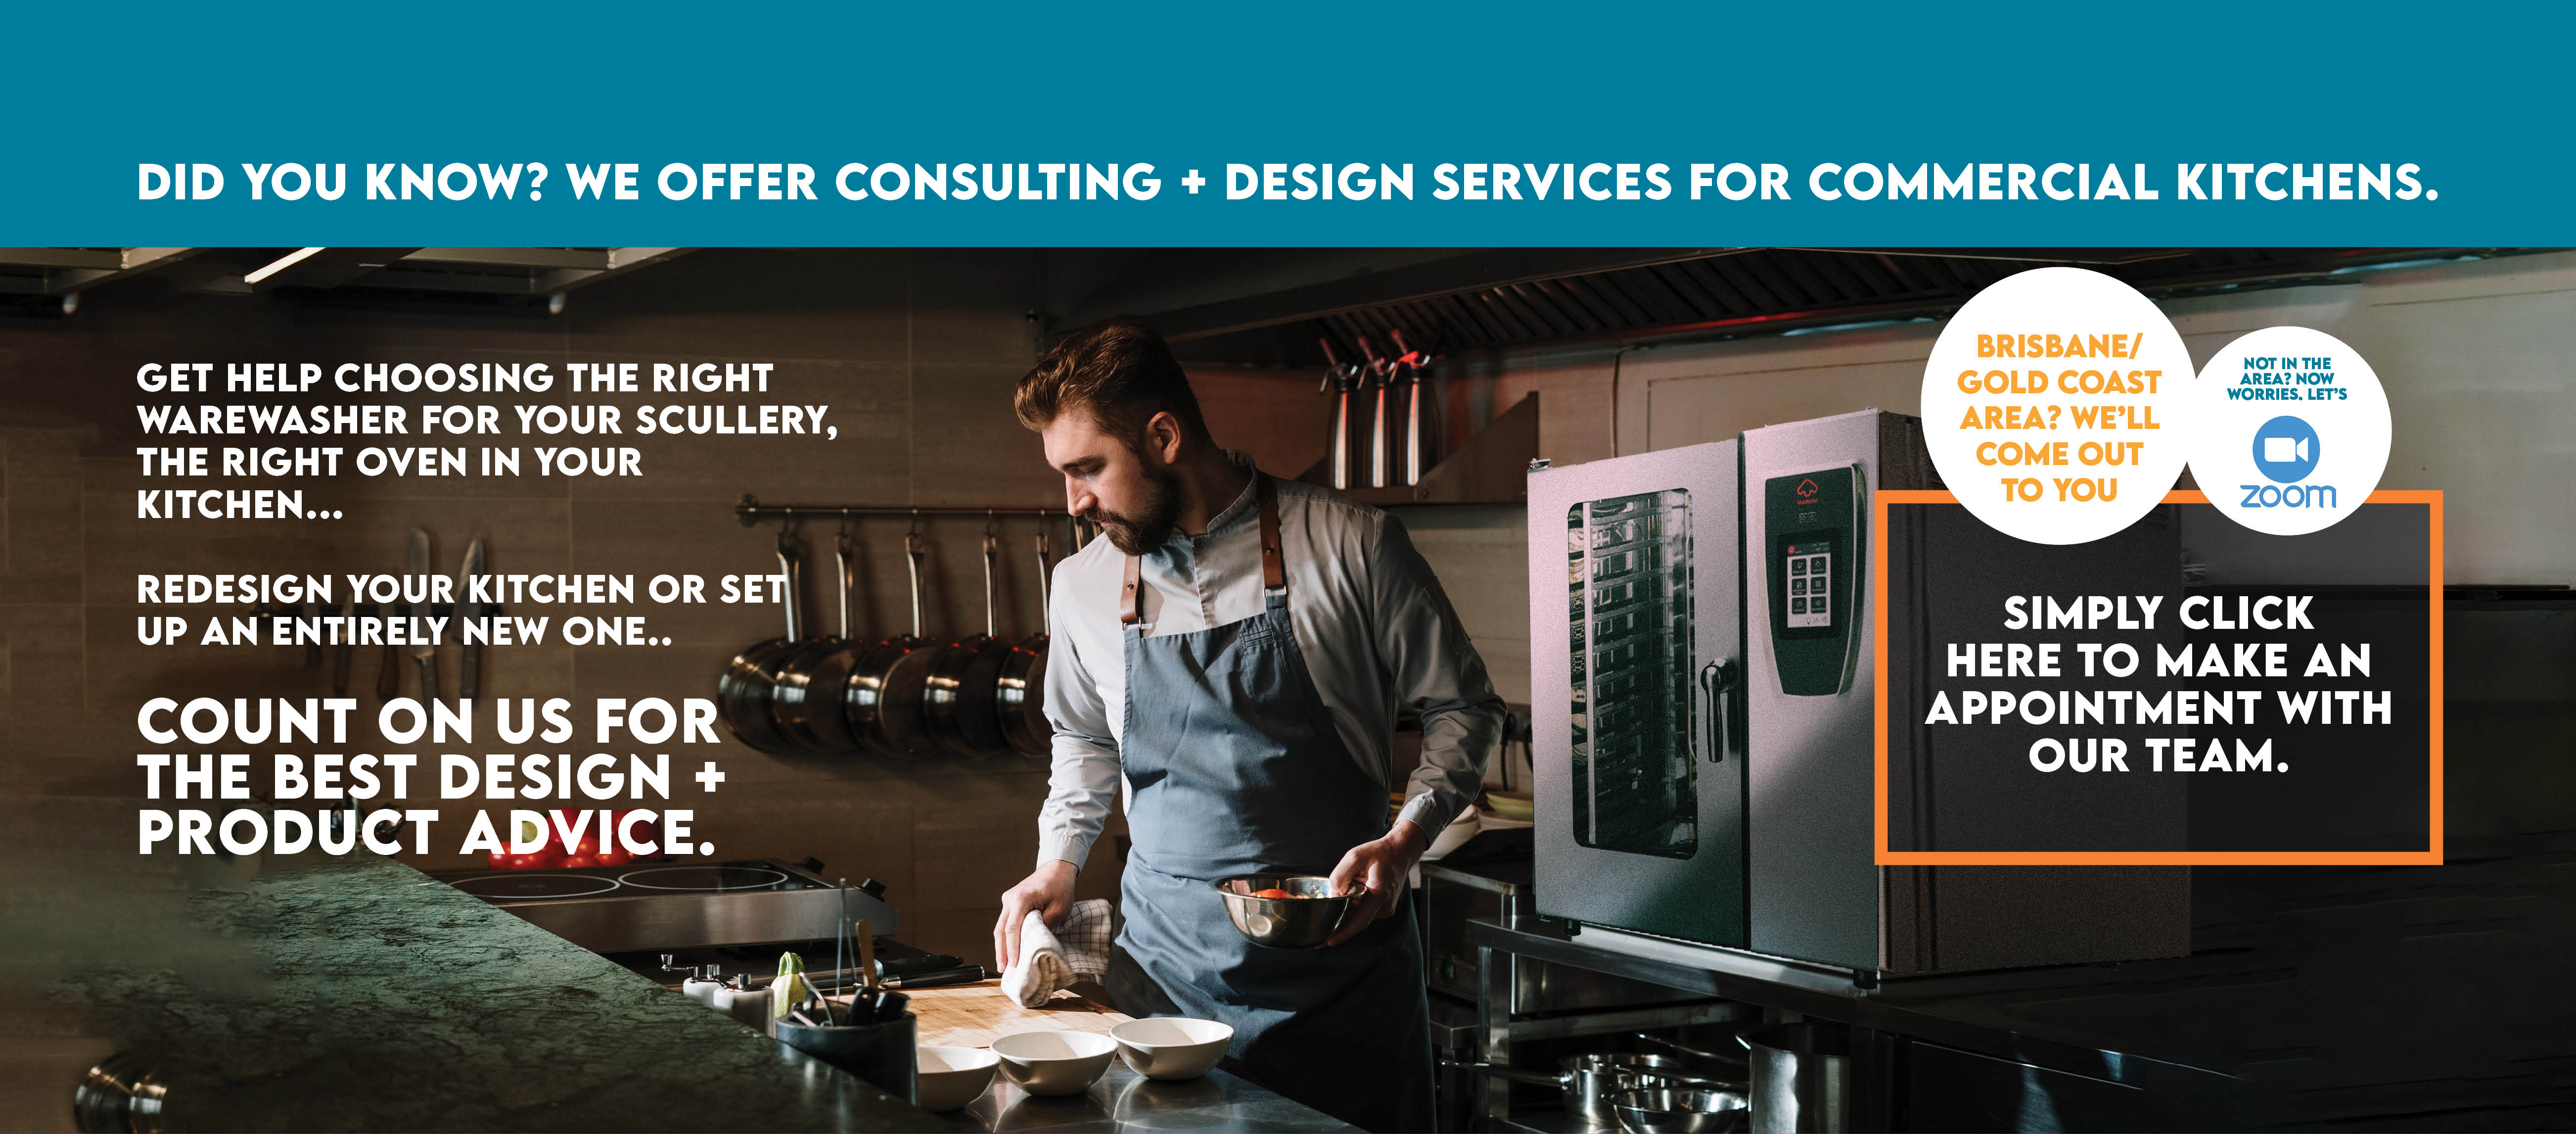 DID YOU KNOW? WE OFFER CONSULTING + DESIGN SERVICES FOR COMMERCIAL KITCHENS.
GET HELP CHOOSING THE RIGHT
WAREWASHER FOR YOUR SCULLERY,
THE RIGHT OVEN IN YOUR
KITCHEN...
REDESIGN YOUR KITCHEN OR SET
UP AN ENTIRELY NEW ONE..
COUNT ON US FOR
THE BEST DESIGN +
PRODUCT ADVICE.
BRISBANE/
GOLD COAST
AREA? WE'LL
COME OUT
TO YOU
NOT IN THE
AREA? NOW
WORRIES. LET'S
zoom
SIMPLY CLICK
HERE TO MAKE AN
APPOINTMENT WITH
OUR TEAM.